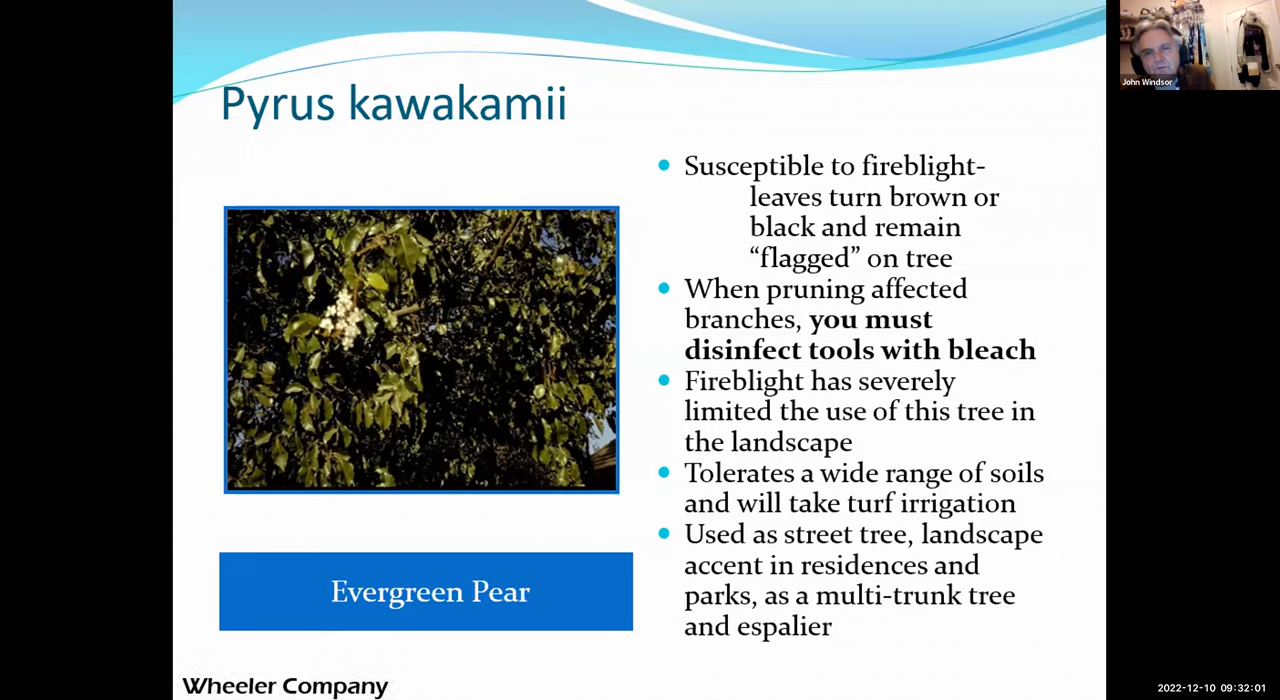 Pyrus kawakamii
Susceptible to fireblight-
leaves turn brown or
black and remain
“flagged” on tree
When pruning affected
branches, you must
disinfect tools with bleach
Fireblight has severely
limited the use of this tree in
the landscape
Tolerates a wide range of soils
and will take turf irrigation
Used as street tree, landscape
accent in residences and
parks, as a multi-trunk tree
and espalier
Evergreen Pear
Wheeler Company
John Windsor
2022-12-10 09:32:01